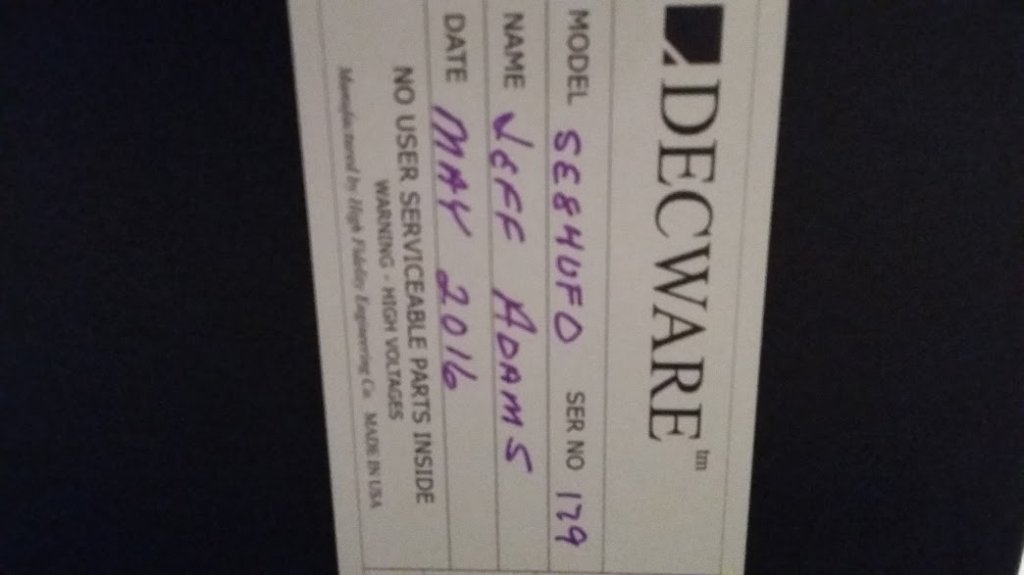 DECWARE tm
MODEL SE84UFO SER NO 179
NAME JEFF ADAMS
DATE MAY 2016
NO USER SERVICEABLE PARTS INSIDE
WARNING - HIGH VOLTAGES
Manufactured by High Fidelity Engineering Co. MADE IN USA